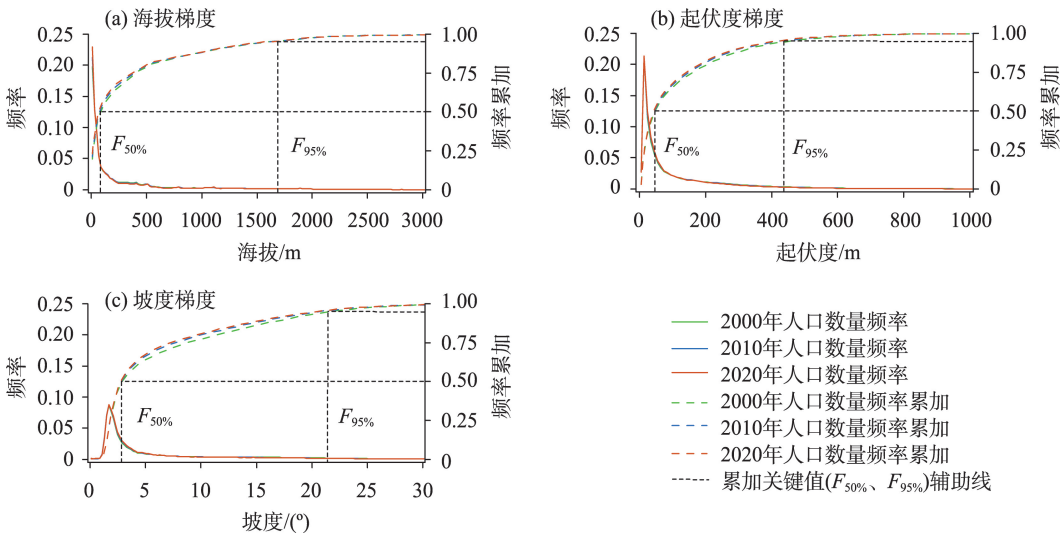 (a) 海拔梯度
0.25
0.20
0.15
0.10
0.05
0
频率
1.00
0.75
0.50
0.25
0
频率累加
F50%
F95%
0 500 1000 1500 2000 2500 3000
海拔/m
(b) 起伏度梯度
0.25
0.20
0.15
0.10
0.05
0
频率
1.00
0.75
0.50
0.25
0
频率累加
F50%
F95%
0 200 400 600 800 1000
起伏度/m
(c) 坡度梯度
0.25
0.20
0.15
0.10
0.05
0
频率
1.00
0.75
0.50
0.25
0
频率累加
F50%
F95%
0 5 10 15 20 25 30
坡度/(º)
2000年人口数量频率
2010年人口数量频率
2020年人口数量频率
2000年人口数量频率累加
2010年人口数量频率累加
2020年人口数量频率累加
累加关键值(F50%、F95%)辅助线